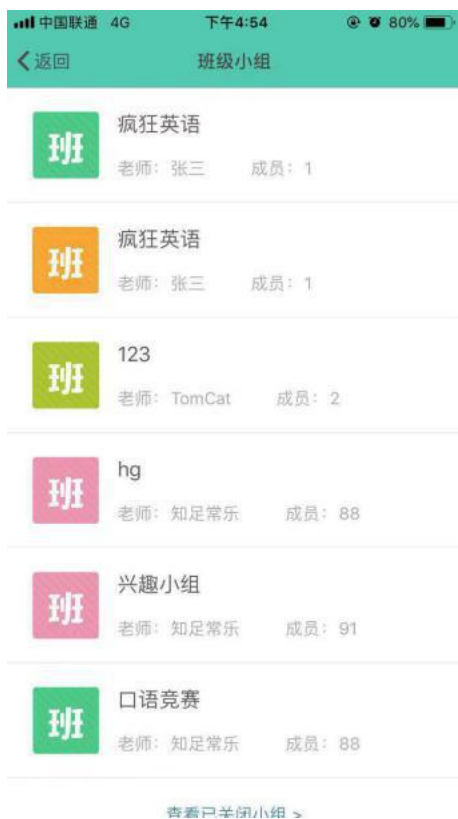 中国联通 4G 下午4:54 80%
返回 班级小组
班
疯狂英语
老师：张三 成员：1
班
疯狂英语
老师：张三 成员：1
班
123
老师：TomCat 成员：2
班
hg
老师：知足常乐 成员：88
班
兴趣小组
老师：知足常乐 成员：91
班
口语竞赛
老师：知足常乐 成员：88
查看已关闭小组 >